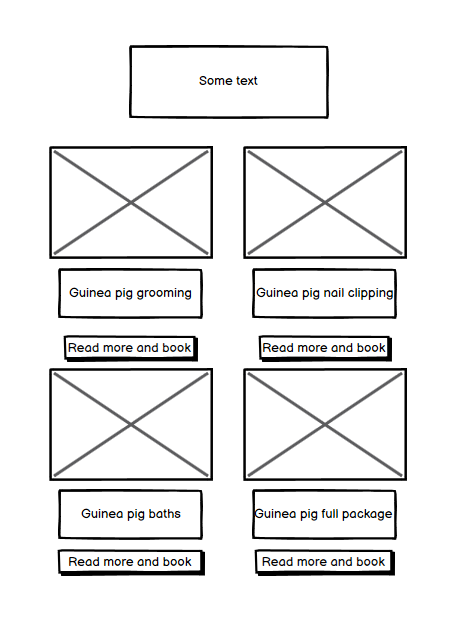 Some text
Guinea pig grooming
Guinea pig nail clipping
Read more and book
Read more and book
Guinea pig baths
Guinea pig full package
Read more and book
Read more and book